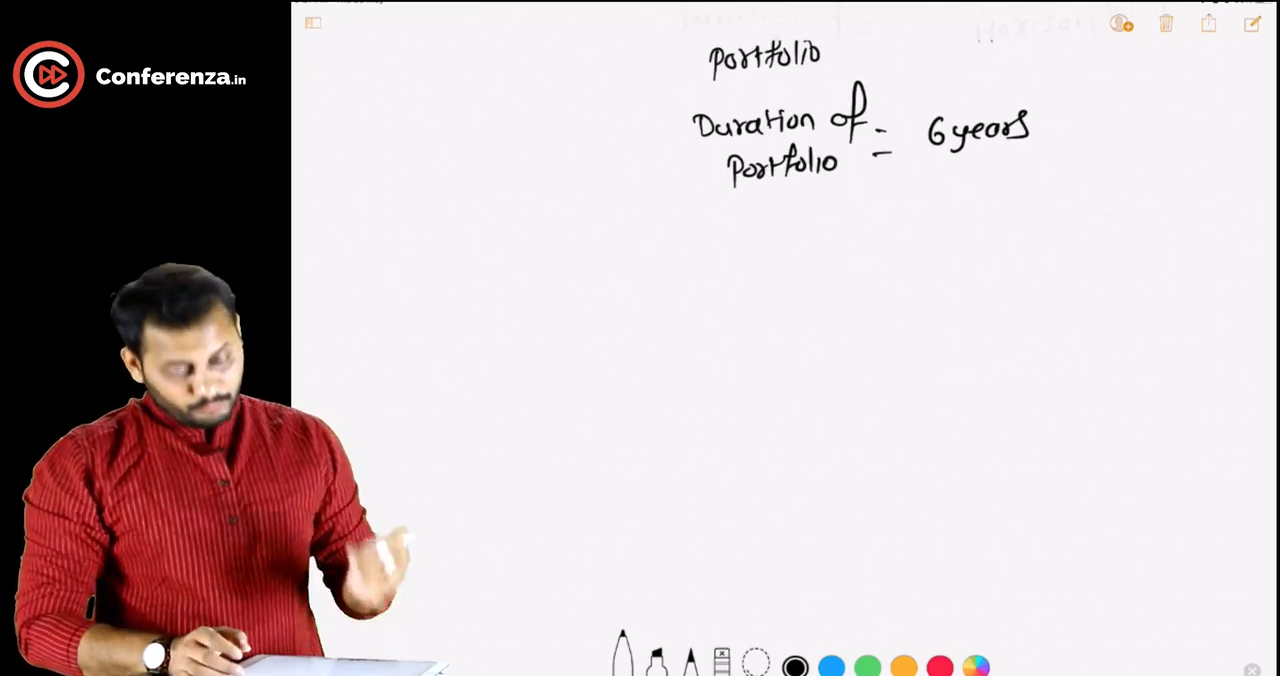 Conferenza.in
Portfolio
Duration of
Portfolio = 6 years